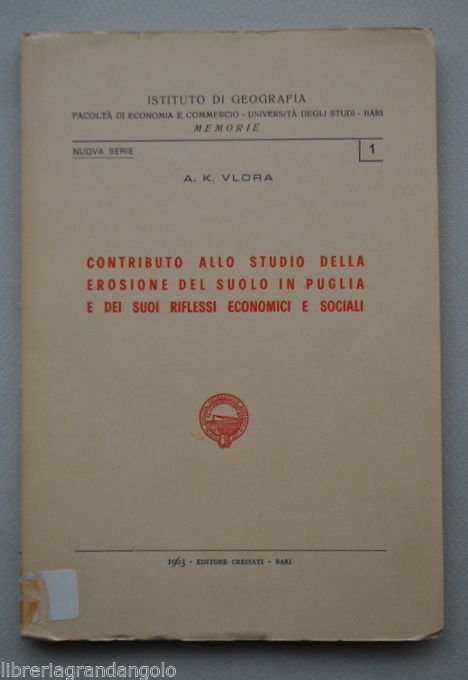 ISTITUTO DI GEOGRAFIA
FACOLTÀ DI ECONOMIA E COMMERCIO - UNIVERSITÀ DEGLI STUDI - BARI
MEMORIE
NUOVA SERIE 1
A. K. VLORA
CONTRIBUTO ALLO STUDIO DELLA
EROSIONE DEL SUOLO IN PUGLIA
E DEI SUOI RIFLESSI ECONOMICI E SOCIALI
1963 - EDITORE CRESSATI - BARI
libreriagrandangolo